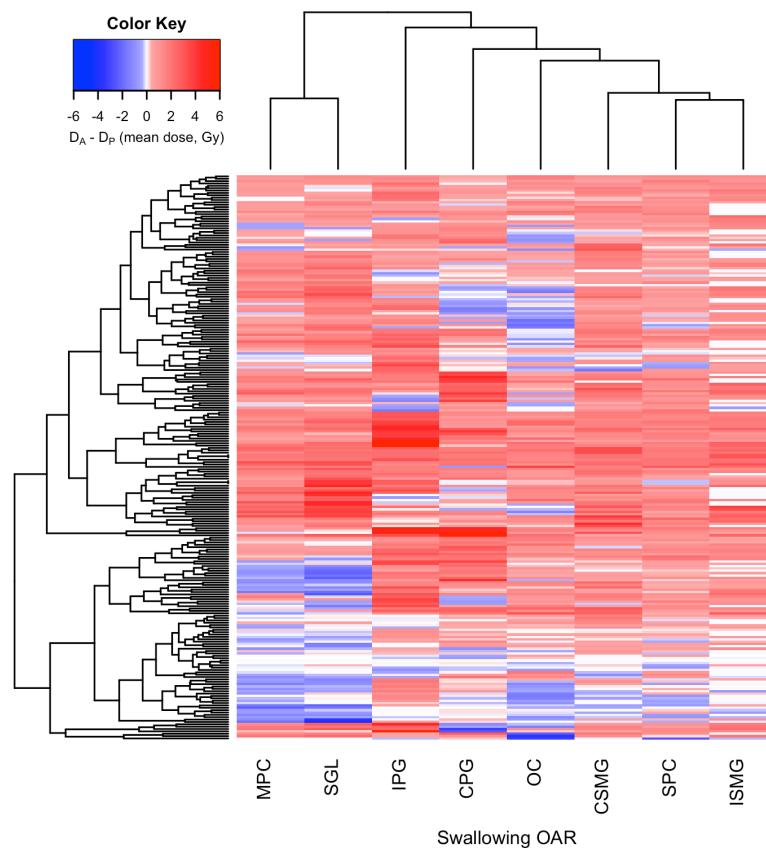 Color Key
-6 -4 -2 0 2 4 6
DA - DP (mean dose, Gy)
MPC SGL IPG CPG OC CSMG SPC ISMG
Swallowing OAR